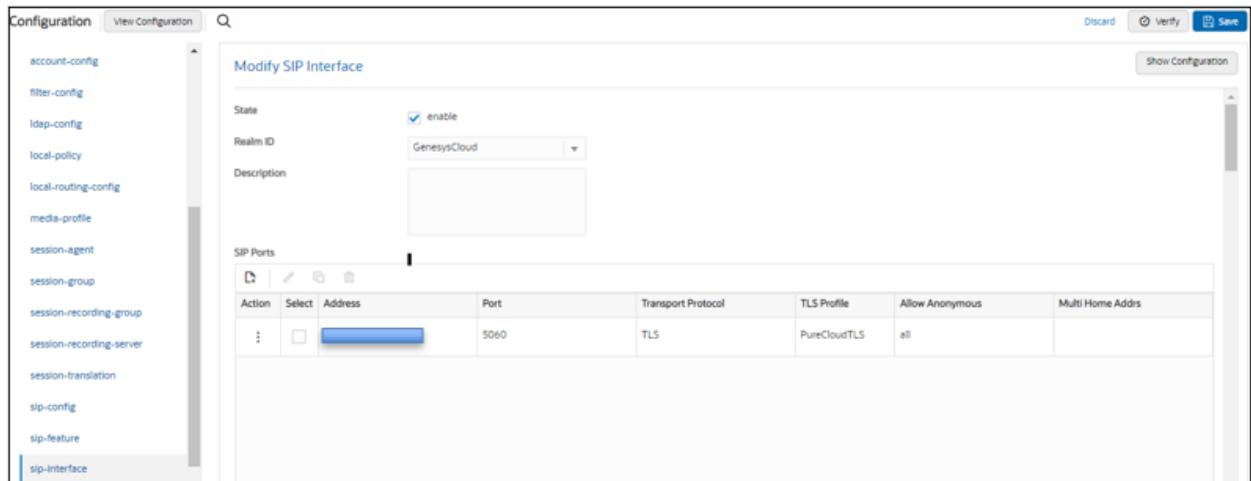 Configuration View Configuration Discard Verify Save
account-config
filter-config
ldap-config
local-policy
local-routing-config
media-profile
session-agent
session-group
session-recording-group
session-recording-server
session-translation
sip-config
sip-feature
sip-interface
Modify SIP Interface Show Configuration
State enable
Realm ID GenesysCloud
Description
SIP Ports
Action Select Address Port Transport Protocol TLS Profile Allow Anonymous Multi Home Addrs
5060 TLS PureCloudTLS all